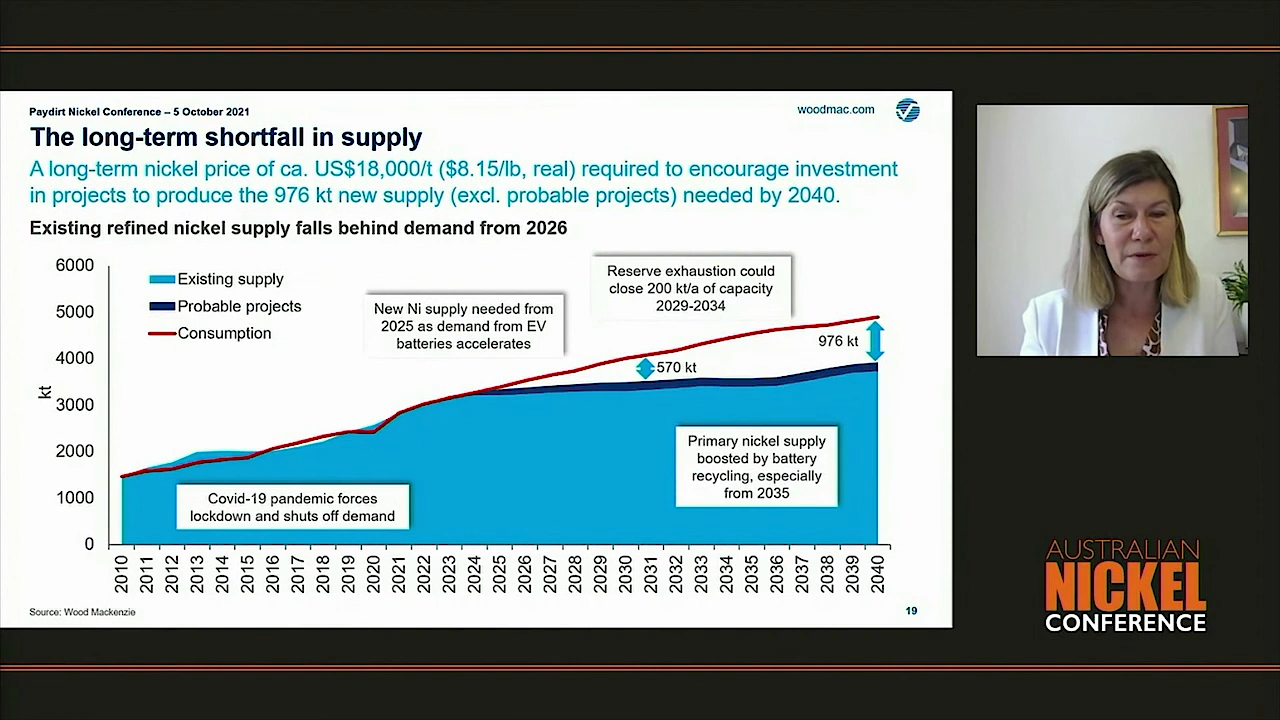 Paydirt Nickel Conference – 5 October 2021
woodmac.com
The long-term shortfall in supply
A long-term nickel price of ca. US$18,000/t ($8.15/lb, real) required to encourage investment
in projects to produce the 976 kt new supply (excl. probable projects) needed by 2040.
Existing refined nickel supply falls behind demand from 2026
6000
5000
4000
3000
2000
1000
0
kt
Existing supply
Probable projects
Consumption
New Ni supply needed from
2025 as demand from EV
batteries accelerates
Reserve exhaustion could
close 200 kt/a of capacity
2029-2034
976 kt
570 kt
Covid-19 pandemic forces
lockdown and shuts off demand
Primary nickel supply
boosted by battery
recycling, especially
from 2035
2010
2011
2012
2013
2014
2015
2016
2017
2018
2019
2020
2021
2022
2023
2024
2025
2026
2027
2028
2029
2030
2031
2032
2033
2034
2035
2036
2037
2038
2039
2040
Source: Wood Mackenzie
19
AUSTRALIAN
NICKEL
CONFERENCE